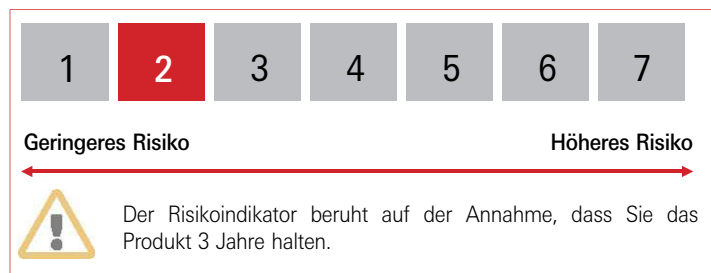 1 2 3 4 5 6 7
Geringeres Risiko Höheres Risiko
Der Risikoindikator beruht auf der Annahme, dass Sie das
Produkt 3 Jahre halten.